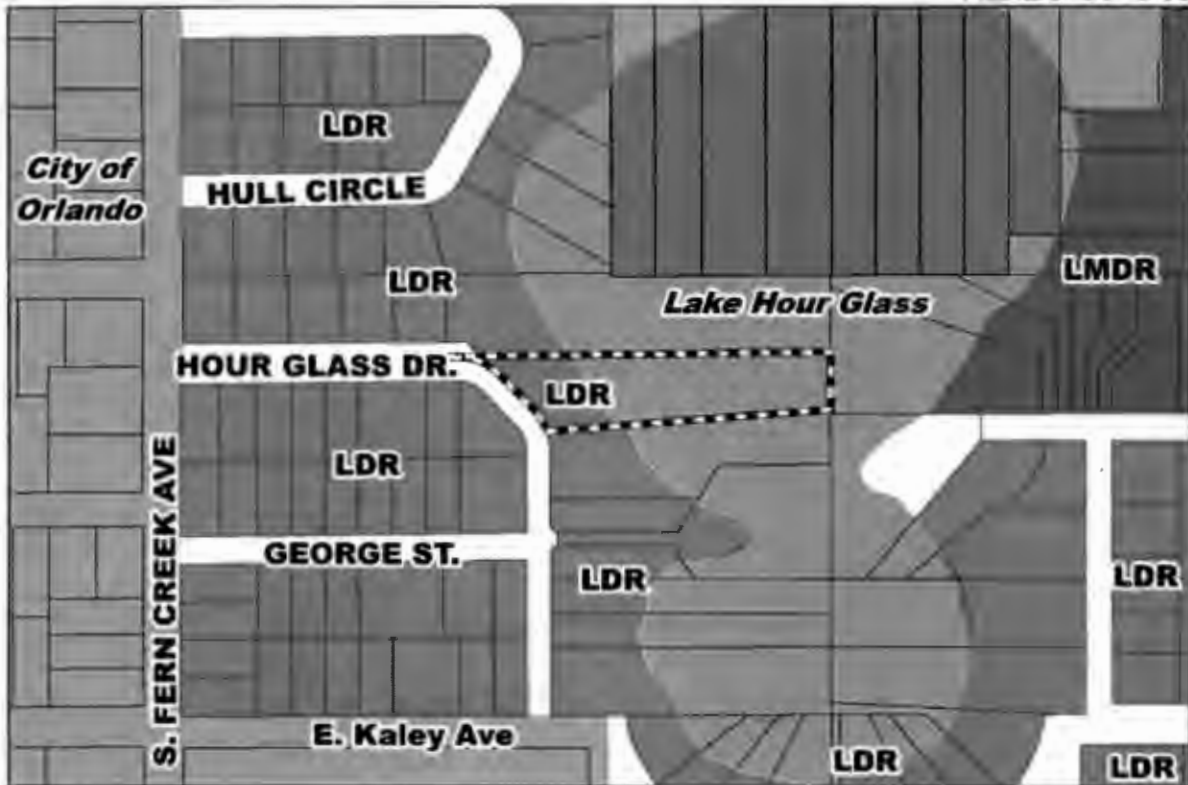 LDR
City of
Orlando
HULL CIRCLE
LDR
LMDR
Lake Hour Glass
HOUR GLASS DR.
LDR
LDR
S. FERN CREEK AVE
GEORGE ST.
LDR
LDR
E. Kaley Ave
LDR
LDR